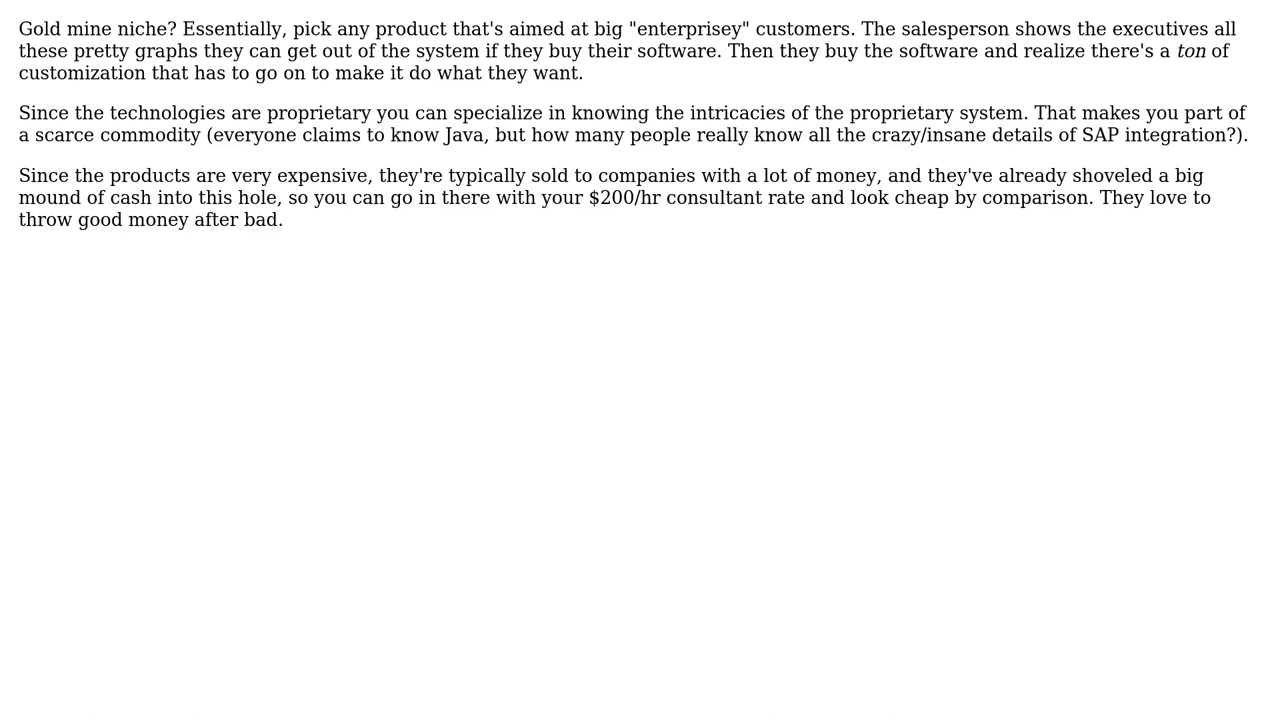 Gold mine niche? Essentially, pick any product that's aimed at big "enterprisey" customers. The salesperson shows the executives all
these pretty graphs they can get out of the system if they buy their software. Then they buy the software and realize there's a ton of
customization that has to go on to make it do what they want.
Since the technologies are proprietary you can specialize in knowing the intricacies of the proprietary system. That makes you part of
a scarce commodity (everyone claims to know Java, but how many people really know all the crazy/insane details of SAP integration?).
Since the products are very expensive, they're typically sold to companies with a lot of money, and they've already shoveled a big
mound of cash into this hole, so you can go in there with your $200/hr consultant rate and look cheap by comparison. They love to
throw good money after bad.